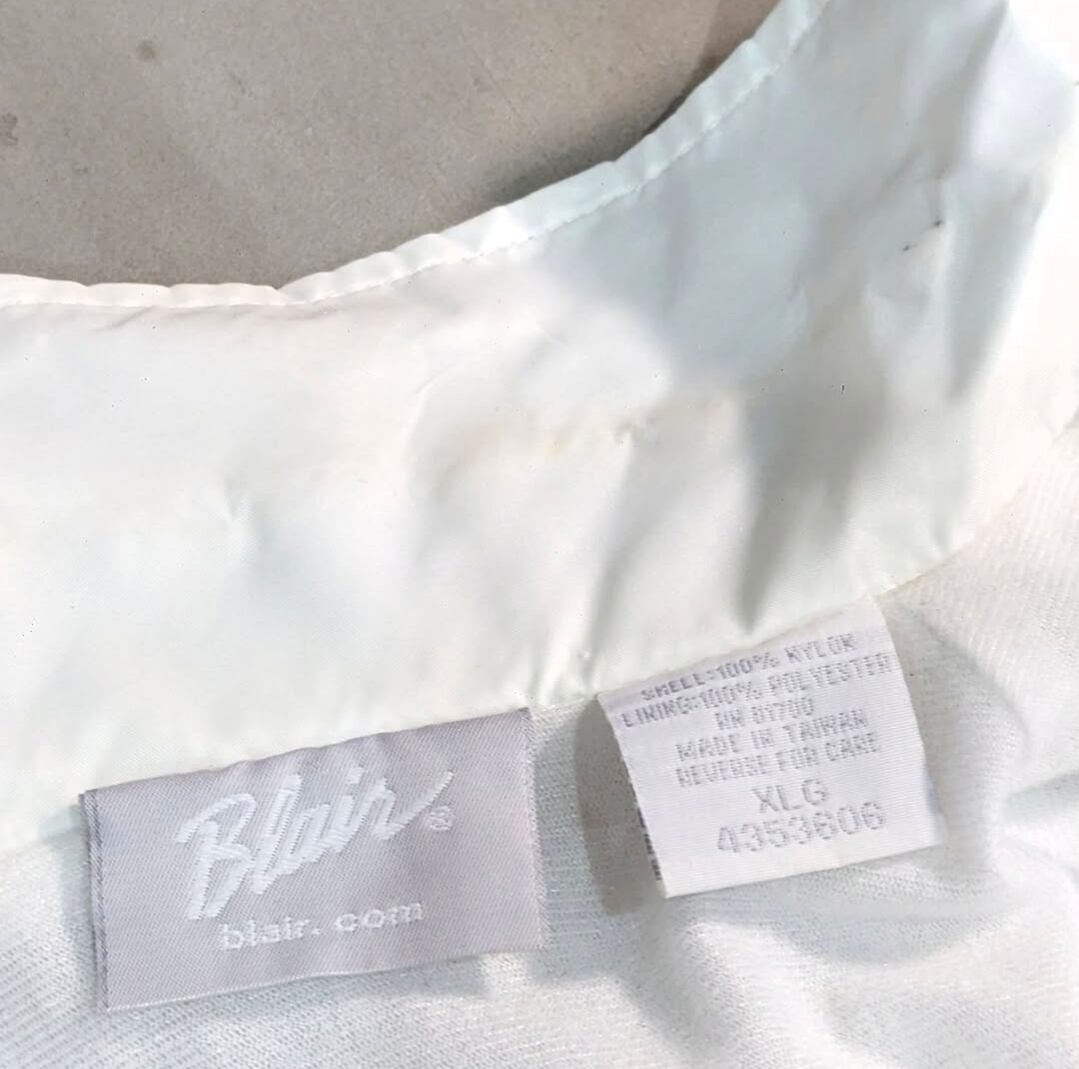 Blair®
blair.com
SHELL:100% NYLON
LINING:100% POLYESTER
RN 01700
MADE IN TAIWAN
REVERSE FOR CARE
XLG
4353606